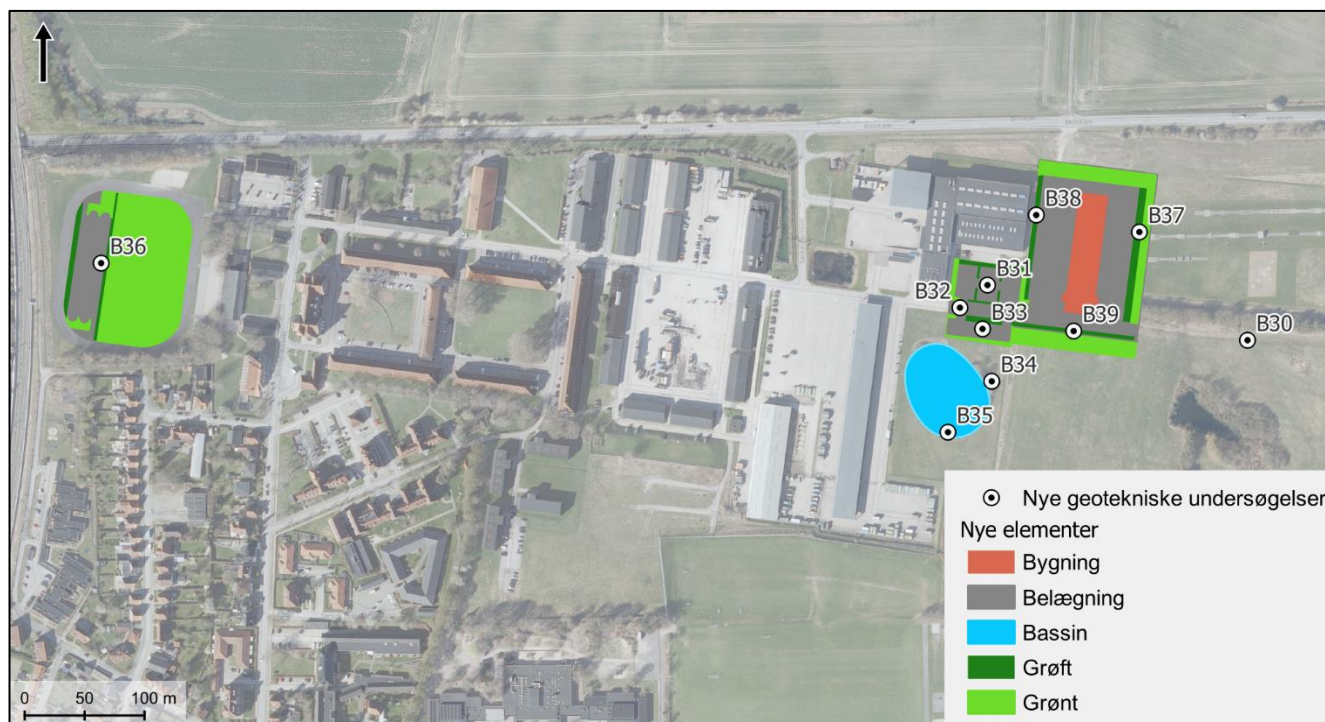 B38
B37
B36
B31
B32
B33
B39
B30
B34
B35
Nye geotekniske undersøgelser
Nye elementer
Bygning
Belægning
Bassin
Grøft
Grønt
0 50 100 m